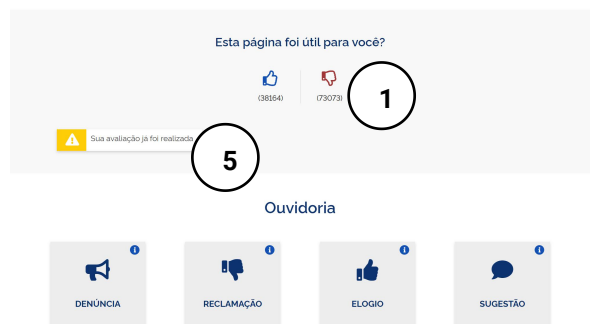 Esta página foi útil para você?
(38164)
(73073)
1
Sua avaliação já foi realizada
5
Ouvidoria
DENÚNCIA
RECLAMAÇÃO
ELOGIO
SUGESTÃO